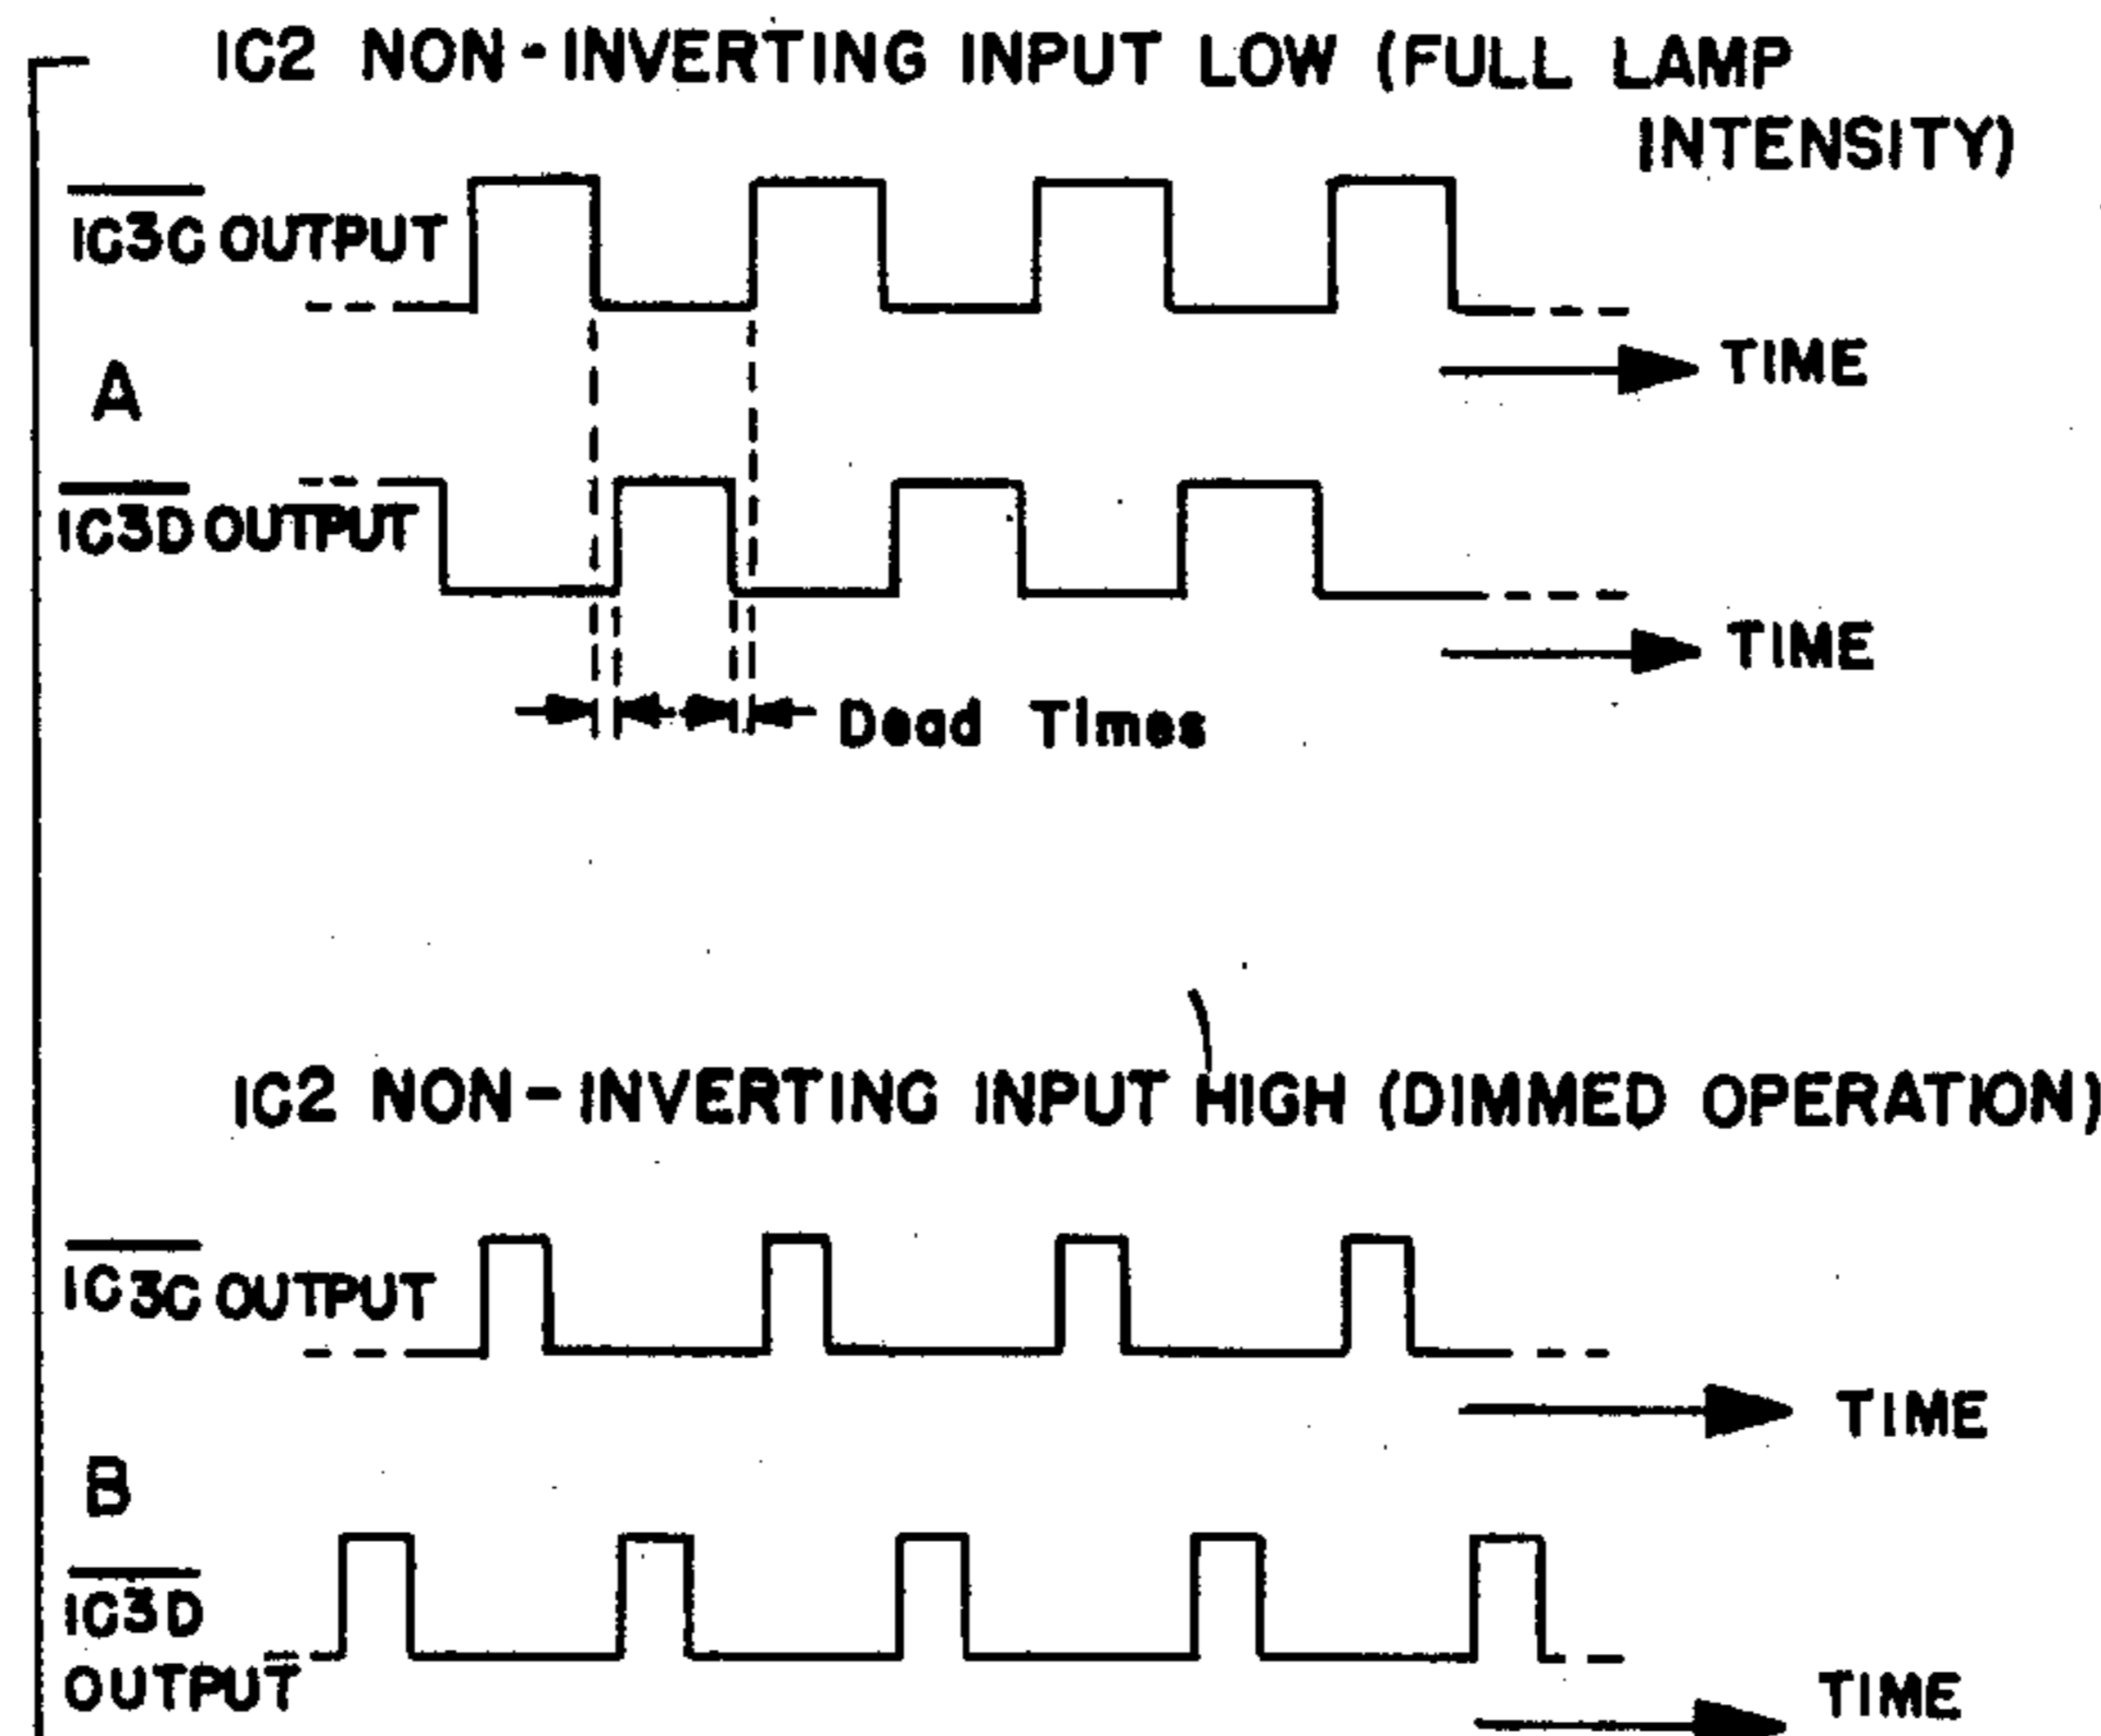 IC2 NON-INVERTING INPUT LOW (FULL LAMP
INTENSITY)
IC3C OUTPUT
TIME
A
IC3D OUTPUT
TIME
Dead Times
IC2 NON-INVERTING INPUT HIGH (DIMMED OPERATION)
IC3C OUTPUT
TIME
B
IC3D
OUTPUT
TIME